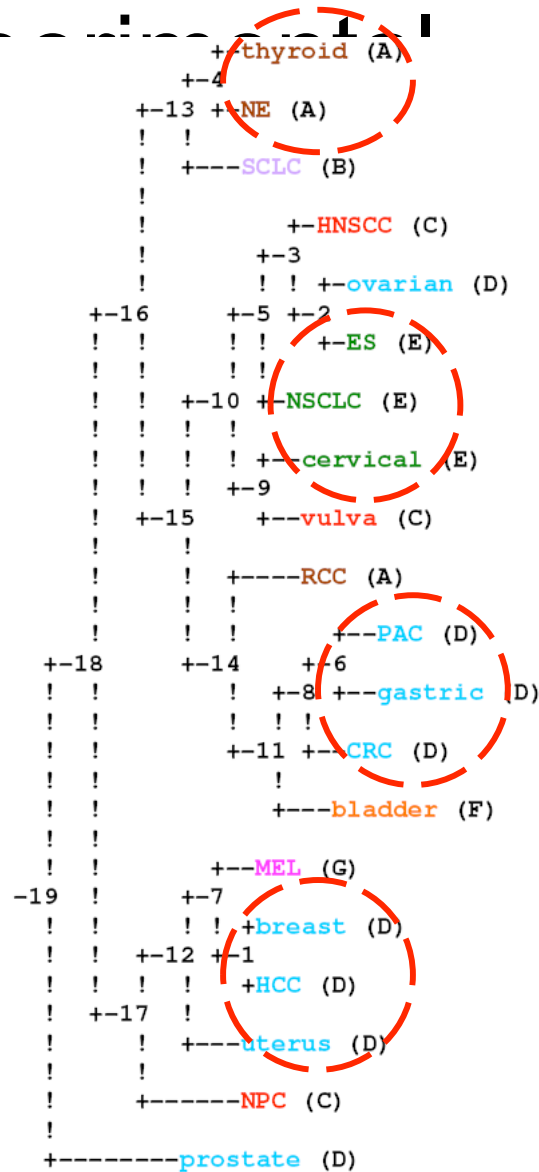 +--thyroid (A)
+-4
+-13 +-NE (A)
! !
! +---SCLC (B)
!
! +-HNSCC (C)
! +-3
! ! ! +-ovarian (D)
+-16 +-5 +-2
! ! ! ! +-ES (E)
! ! ! !
! ! +-10 +-NSCLC (E)
! ! ! !
! ! ! ! +--cervical (E)
! ! ! +-9
! +-15 +--vulva (C)
! !
! ! +----RCC (A)
! ! !
! ! ! +--PAC (D)
+-18 +-14 +-6
! ! ! +-8 +--gastric (D)
! ! ! ! !
! ! +-11 +--CRC (D)
! ! !
! ! +---bladder (F)
! !
! ! +--MEL (G)
-19 ! +-7
! ! ! ! +breast (D)
! ! +-12 +-1
! ! ! ! +HCC (D)
! +-17 !
! ! +---uterus (D)
! !
! +------NPC (C)
!
+--------prostate (D)